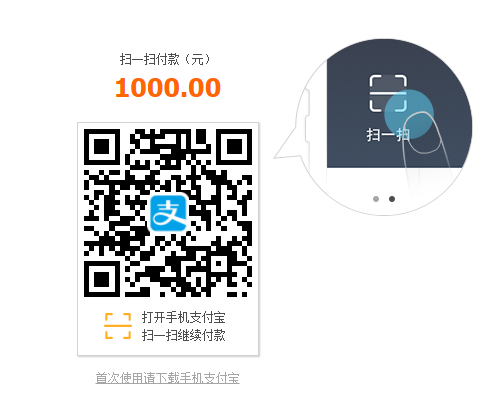 扫一扫付款（元）
1000.00
扫一扫
支
打开手机支付宝
扫一扫继续付款
首次使用请下载手机支付宝